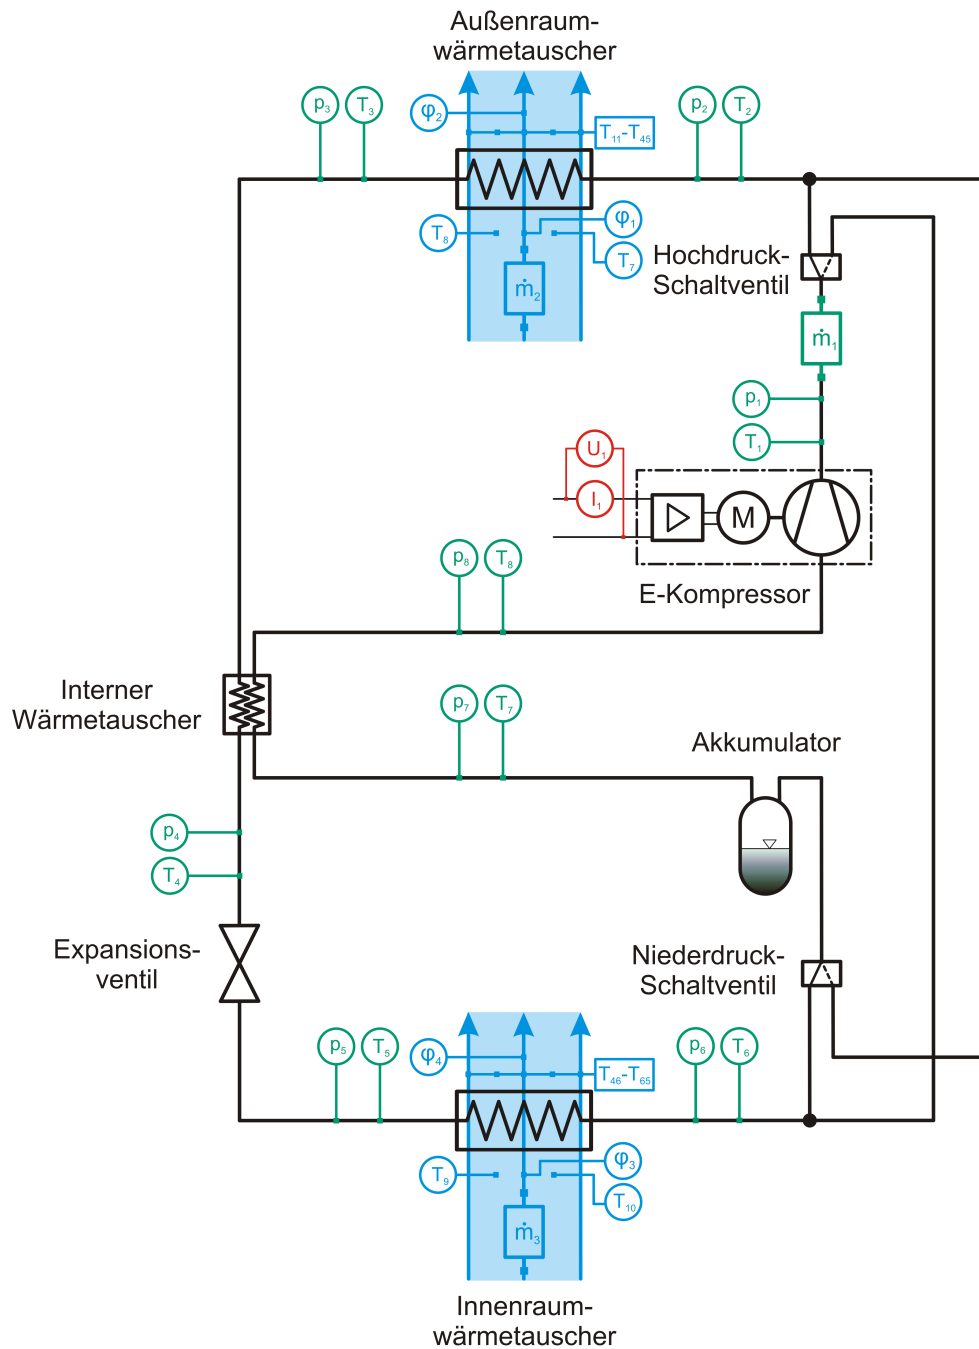 Außenraum-
wärmetauscher
p₃ T₃ φ₂ T₁₁-T₄₅ p₂ T₂
T₈ φ₁
T₇
ṁ₂
Hochdruck-
Schaltventil
ṁ₁
p₁
T₁
U₁
I₁
M
E-Kompressor
p₈ T₈
Interner
Wärmetauscher
p₇ T₇
Akkumulator
p₄
T₄
Expansions-
ventil
Niederdruck-
Schaltventil
p₅ T₅ φ₄ T₄₆-T₆₅ p₆ T₆
T₉ φ₃
T₁₀
ṁ₃
Innenraum-
wärmetauscher